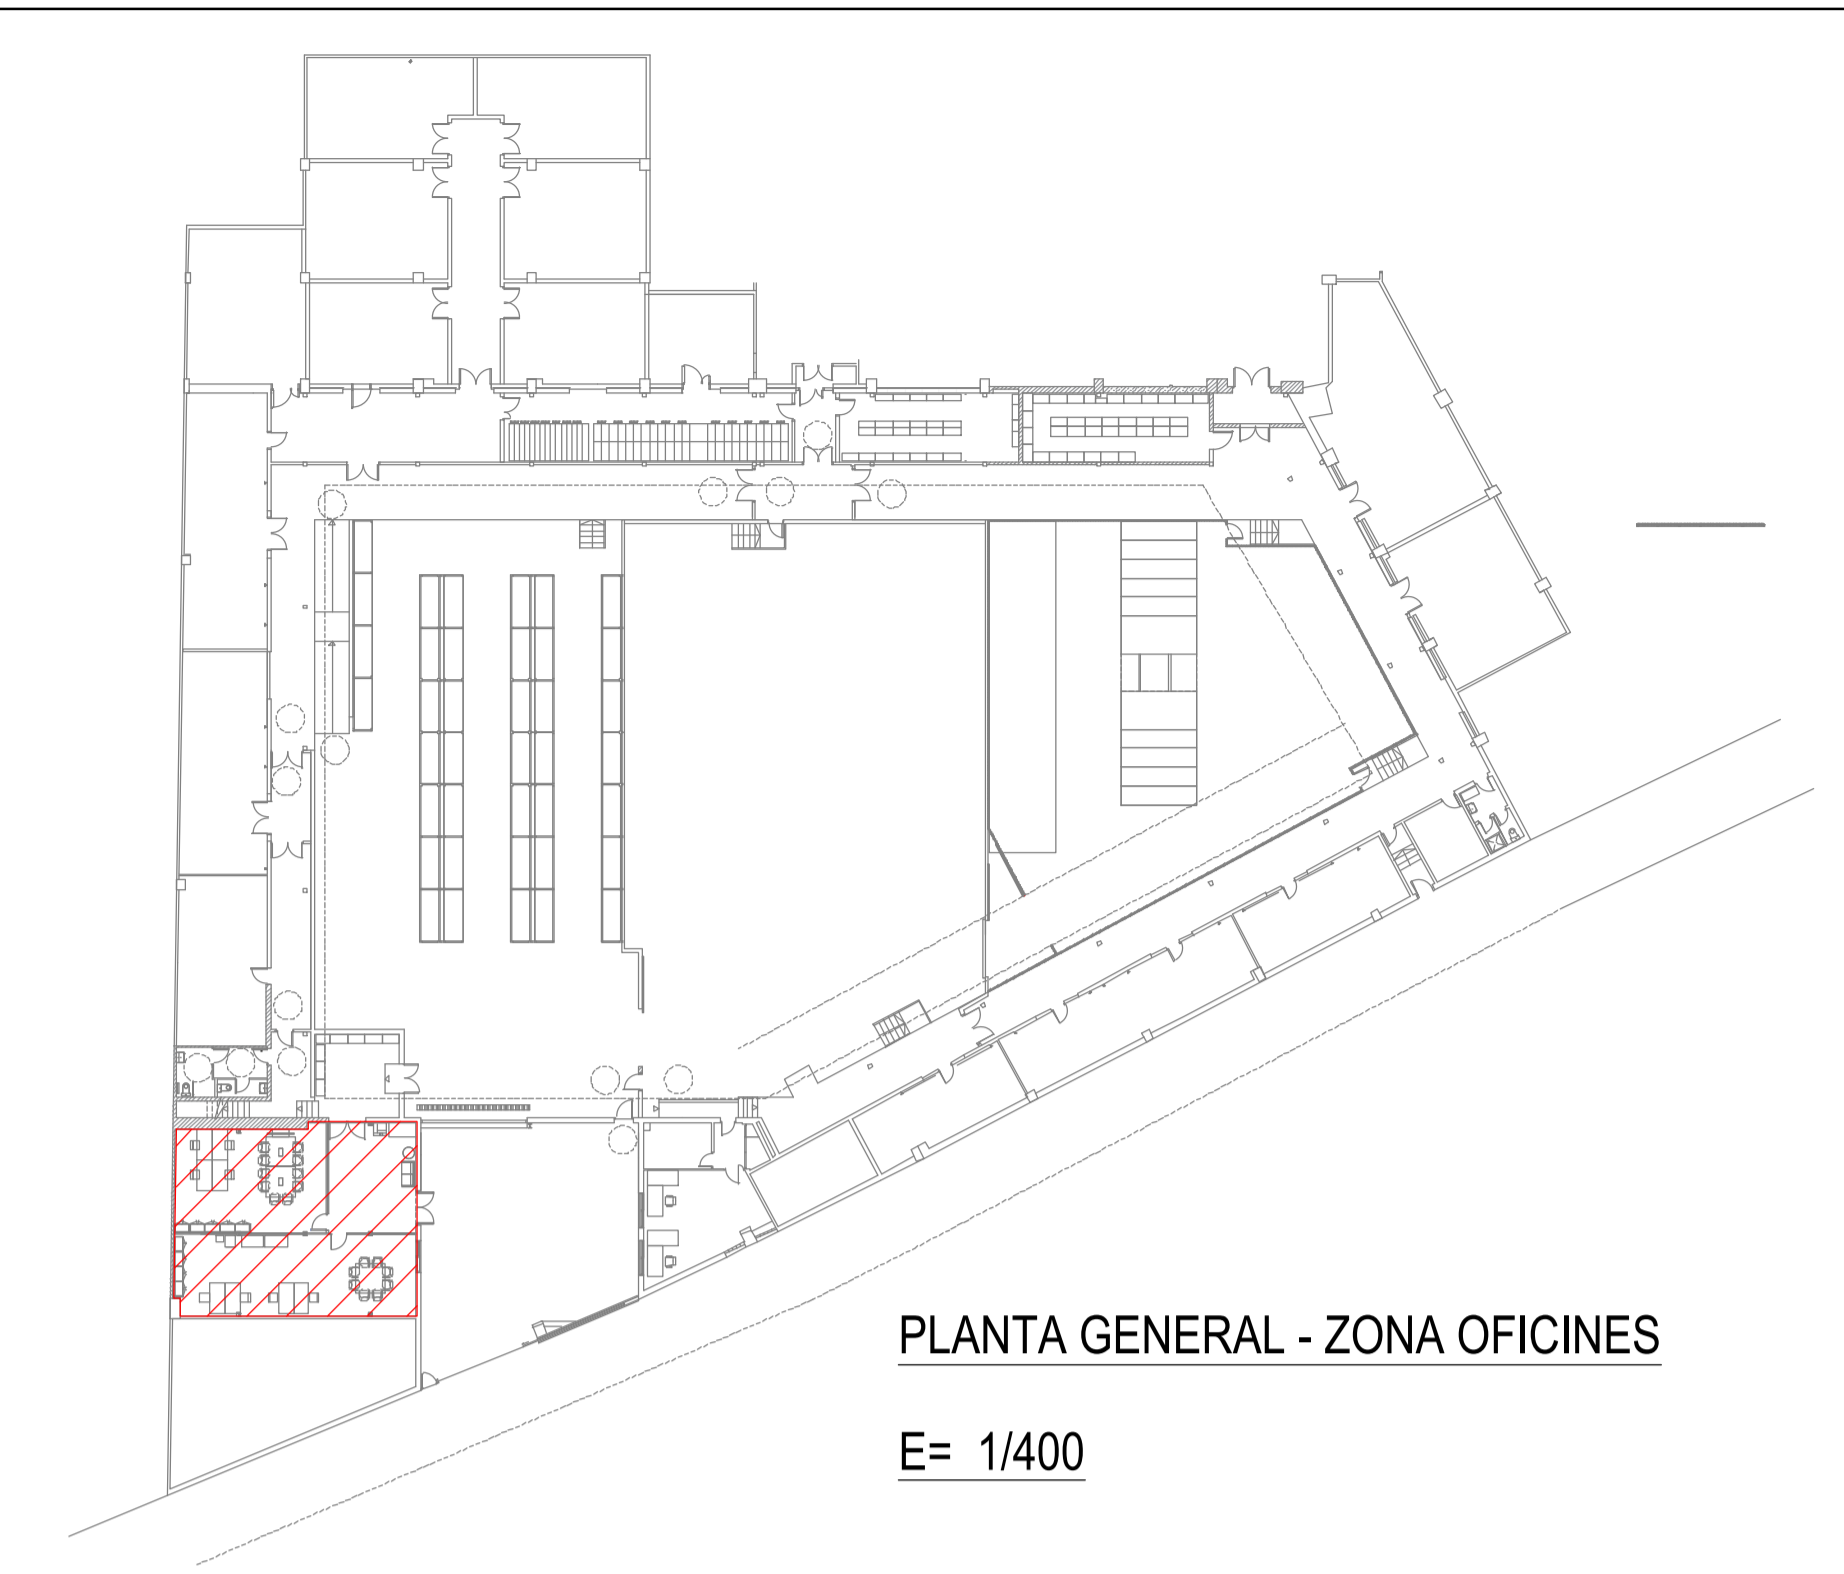 PLANTA GENERAL - ZONA OFICINES
E= 1/400